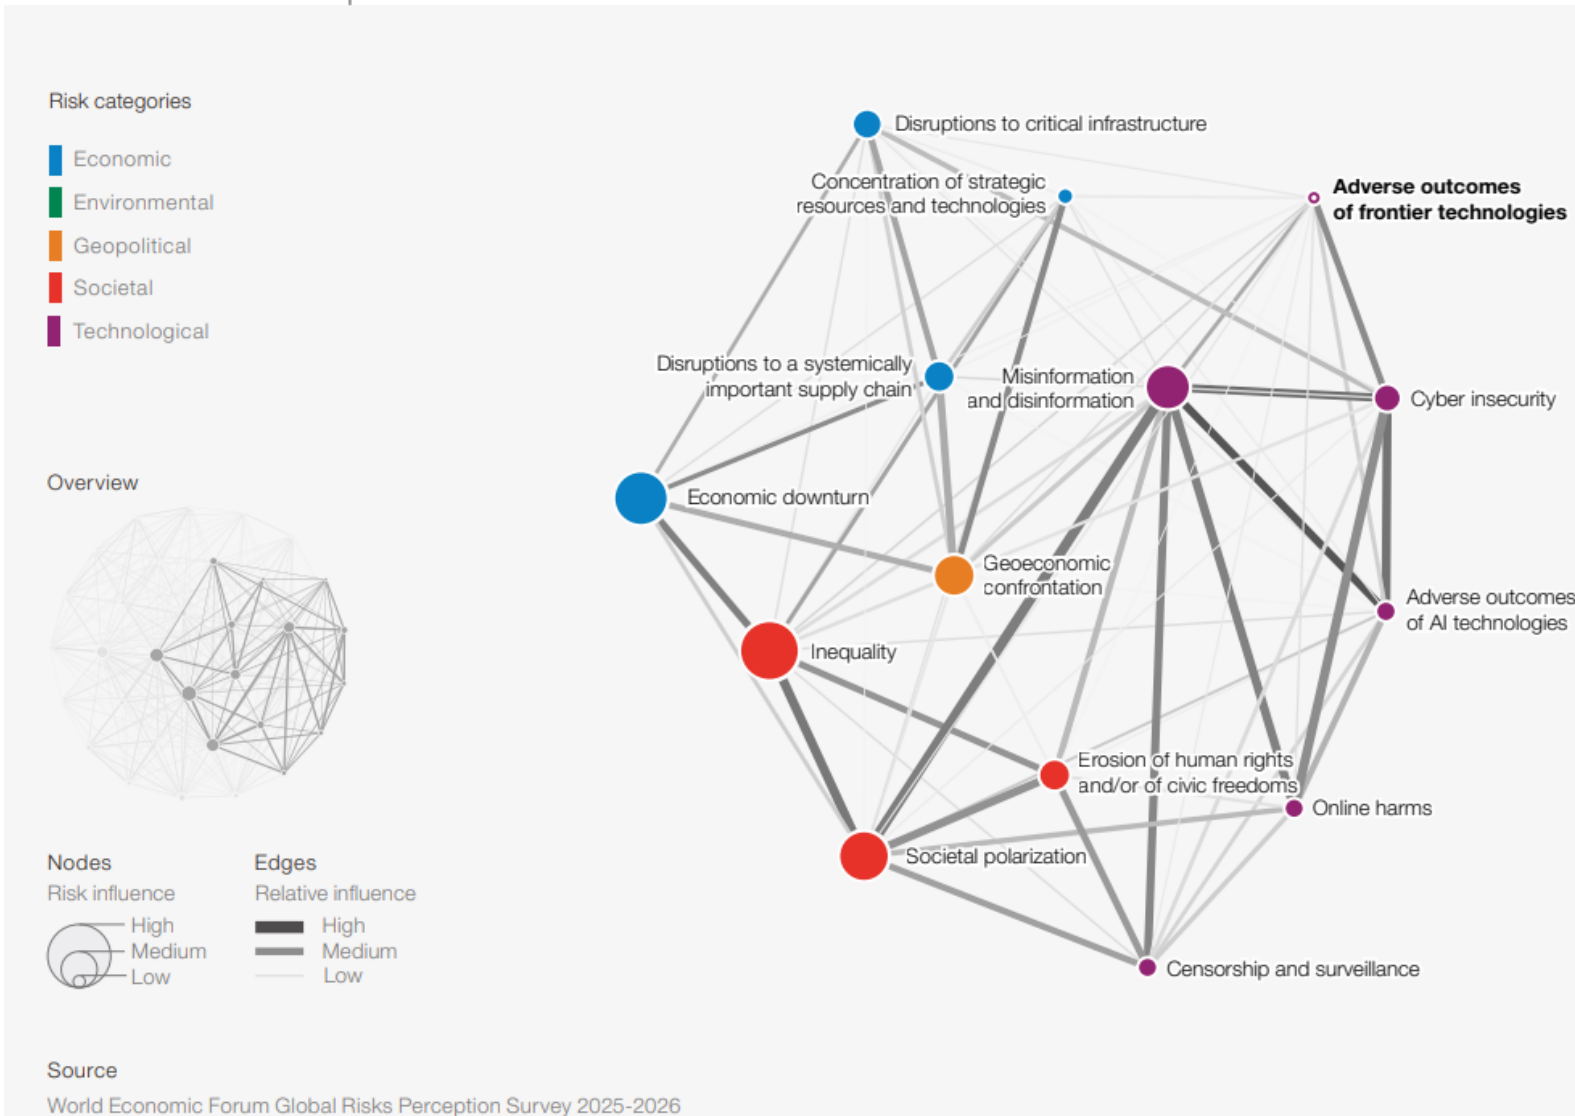 Risk categories
Economic
Environmental
Geopolitical
Societal
Technological
Overview
Nodes
Risk influence
High
Medium
Low
Edges
Relative influence
High
Medium
Low
Disruptions to critical infrastructure
Concentration of strategic
resources and technologies
Adverse outcomes
of frontier technologies
Disruptions to a systemically
important supply chain
Misinformation
and disinformation
Cyber insecurity
Economic downturn
Geoeconomic
confrontation
Adverse outcomes
of AI technologies
Inequality
Erosion of human rights
and/or of civic freedoms
Online harms
Societal polarization
Censorship and surveillance
Source
World Economic Forum Global Risks Perception Survey 2025-2026